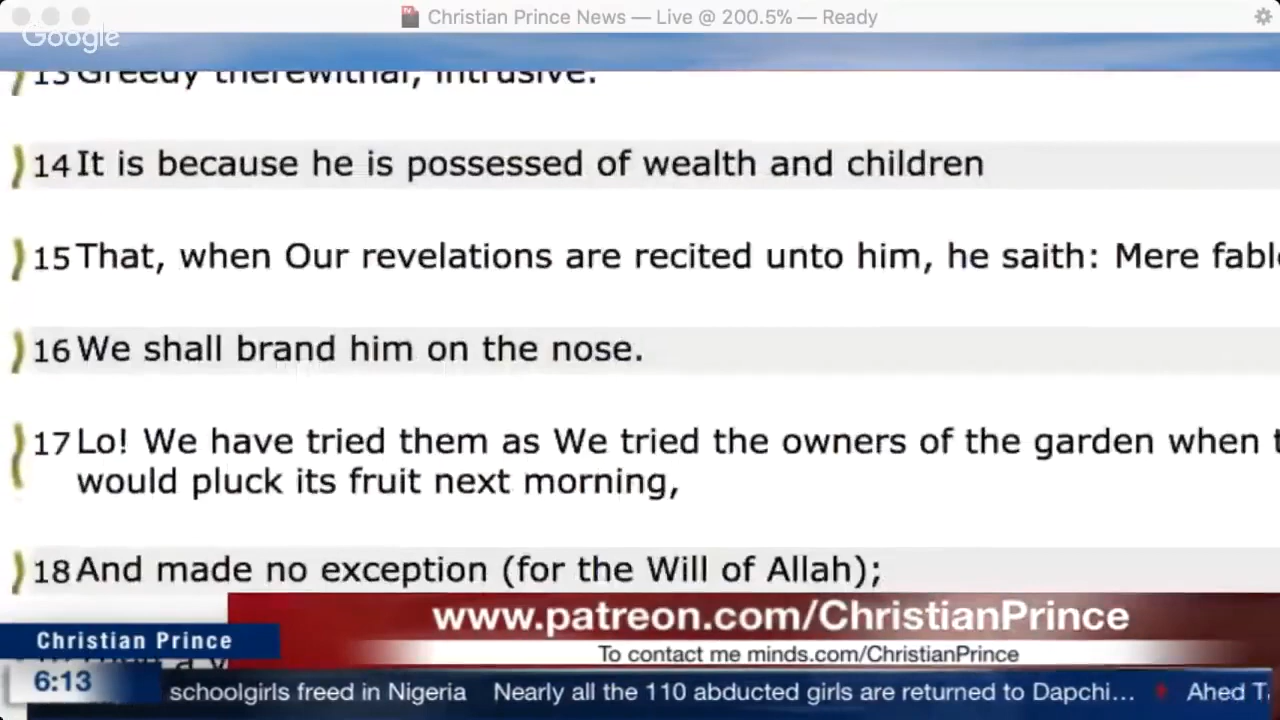 Christian Prince News — Live @ 200.5% — Ready
Google
13 Greedy therewithal, intrusive.
14 It is because he is possessed of wealth and children
15 That, when Our revelations are recited unto him, he saith: Mere fable
16 We shall brand him on the nose.
17 Lo! We have tried them as We tried the owners of the garden when t
would pluck its fruit next morning,
18 And made no exception (for the Will of Allah);
www.patreon.com/ChristianPrince
Christian Prince
To contact me minds.com/ChristianPrince
6:13
schoolgirls freed in Nigeria Nearly all the 110 abducted girls are returned to Dapchi... Ahed T